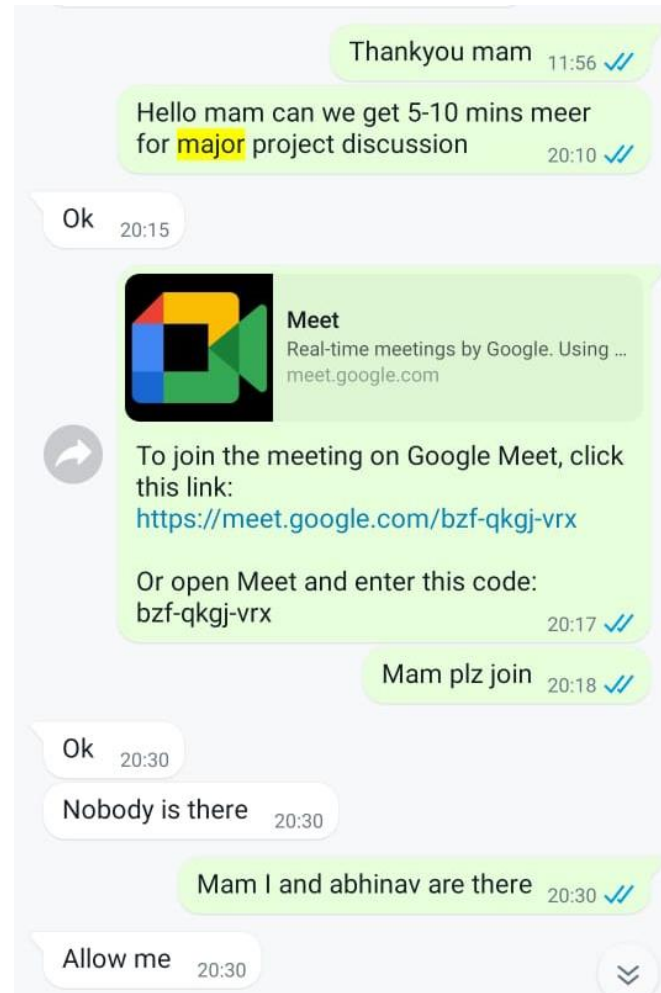 Thankyou mam 11:56
Hello mam can we get 5-10 mins meer
for major project discussion 20:10
Ok 20:15
Meet
Real-time meetings by Google. Using ...
meet.google.com
To join the meeting on Google Meet, click
this link:
https://meet.google.com/bzf-qkgj-vrx
Or open Meet and enter this code:
bzf-qkgj-vrx 20:17
Mam plz join 20:18
Ok 20:30
Nobody is there 20:30
Mam I and abhinav are there 20:30
Allow me 20:30